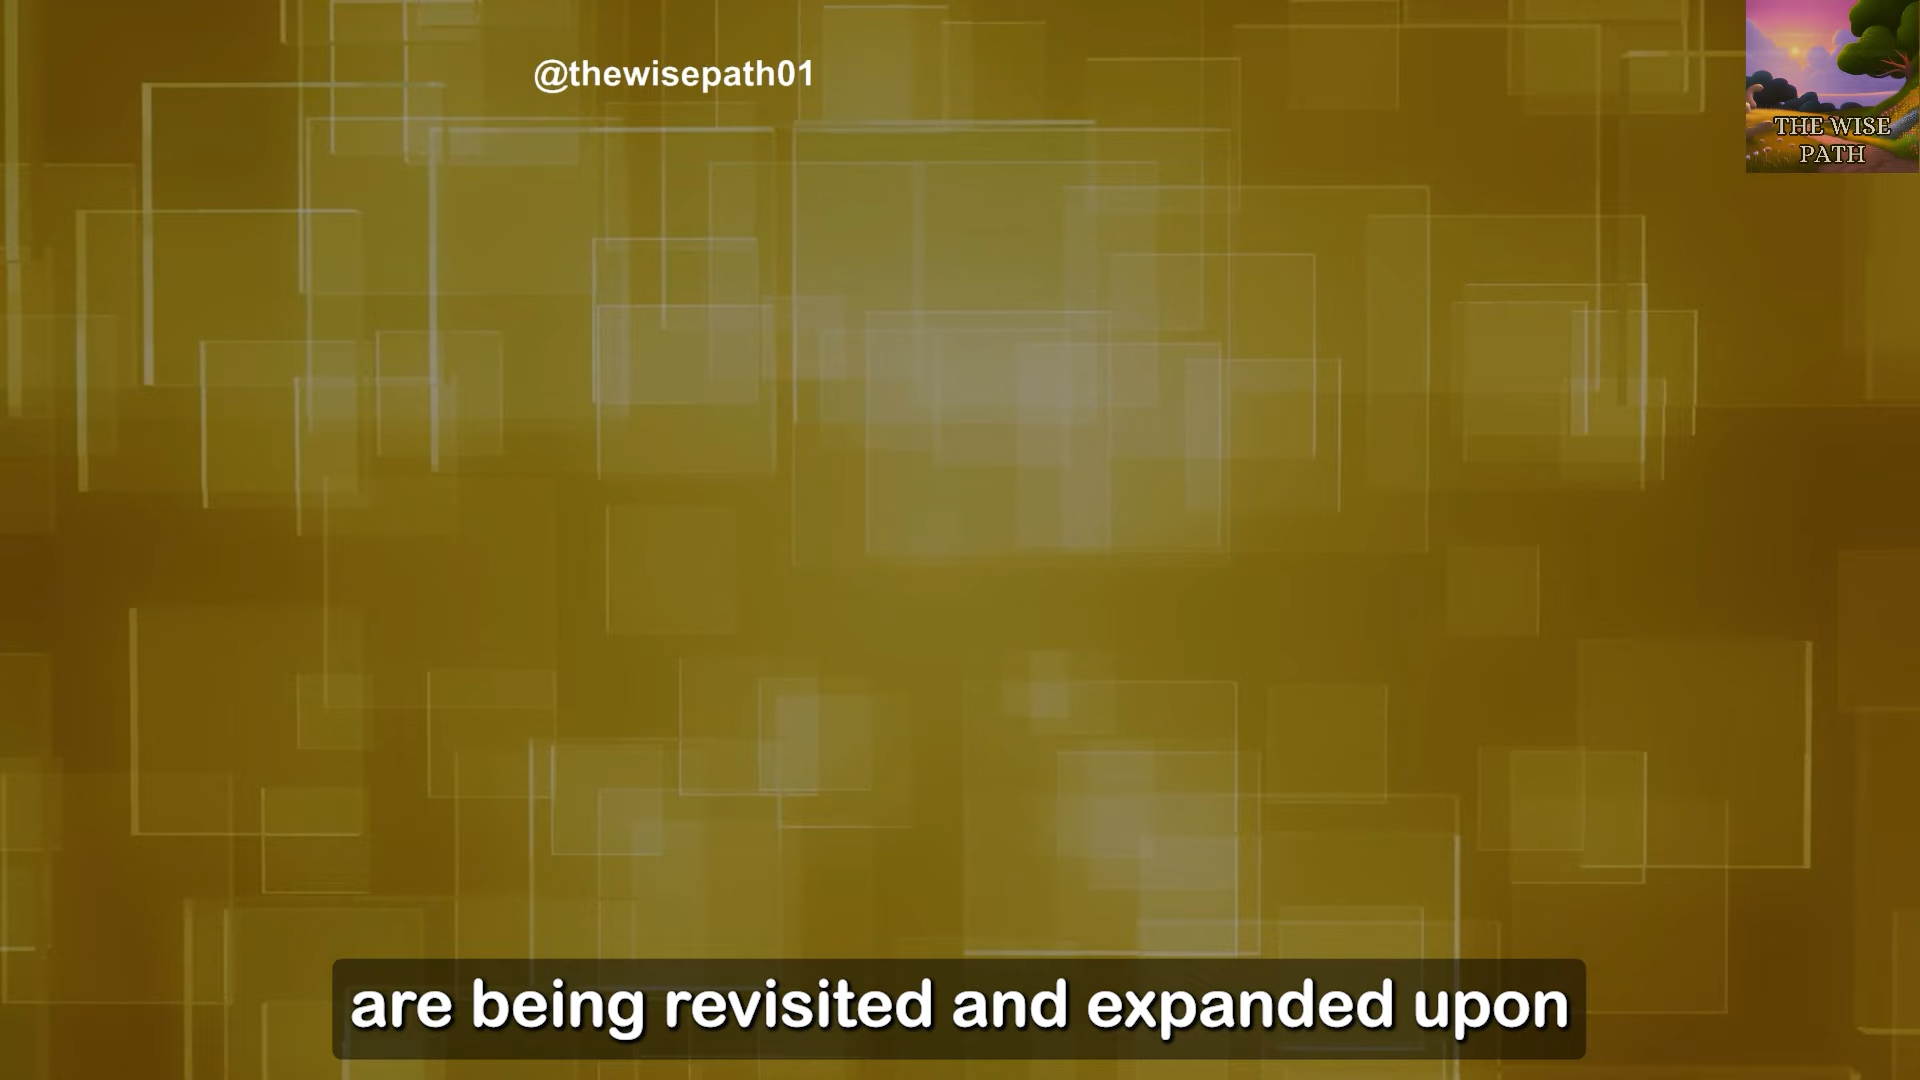 @thewisepath01
THE WISE
PATH
are being revisited and expanded upon